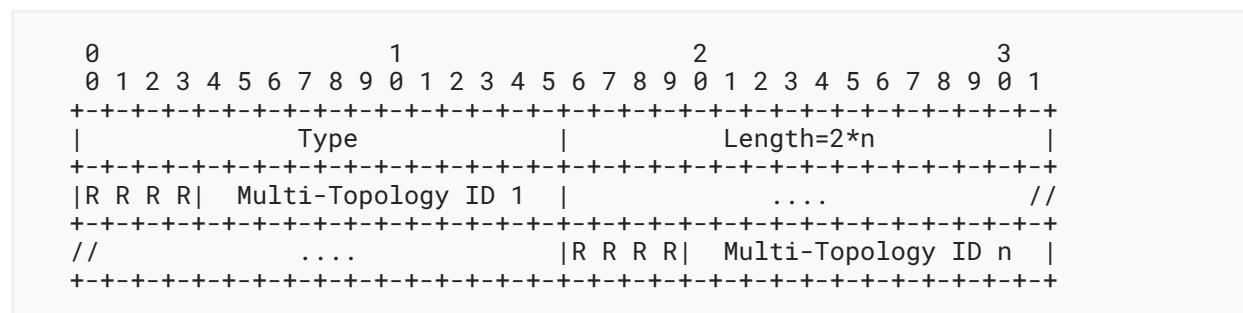 0                   1                   2                   3
 0 1 2 3 4 5 6 7 8 9 0 1 2 3 4 5 6 7 8 9 0 1 2 3 4 5 6 7 8 9 0 1
+-+-+-+-+-+-+-+-+-+-+-+-+-+-+-+-+-+-+-+-+-+-+-+-+-+-+-+-+-+-+-+-+
|              Type             |          Length=2*n           |
+-+-+-+-+-+-+-+-+-+-+-+-+-+-+-+-+-+-+-+-+-+-+-+-+-+-+-+-+-+-+-+-+
|R R R R|  Multi-Topology ID 1  |             ....             //
+-+-+-+-+-+-+-+-+-+-+-+-+-+-+-+-+-+-+-+-+-+-+-+-+-+-+-+-+-+-+-+-+
//             ....             |R R R R|  Multi-Topology ID n  |
+-+-+-+-+-+-+-+-+-+-+-+-+-+-+-+-+-+-+-+-+-+-+-+-+-+-+-+-+-+-+-+-+